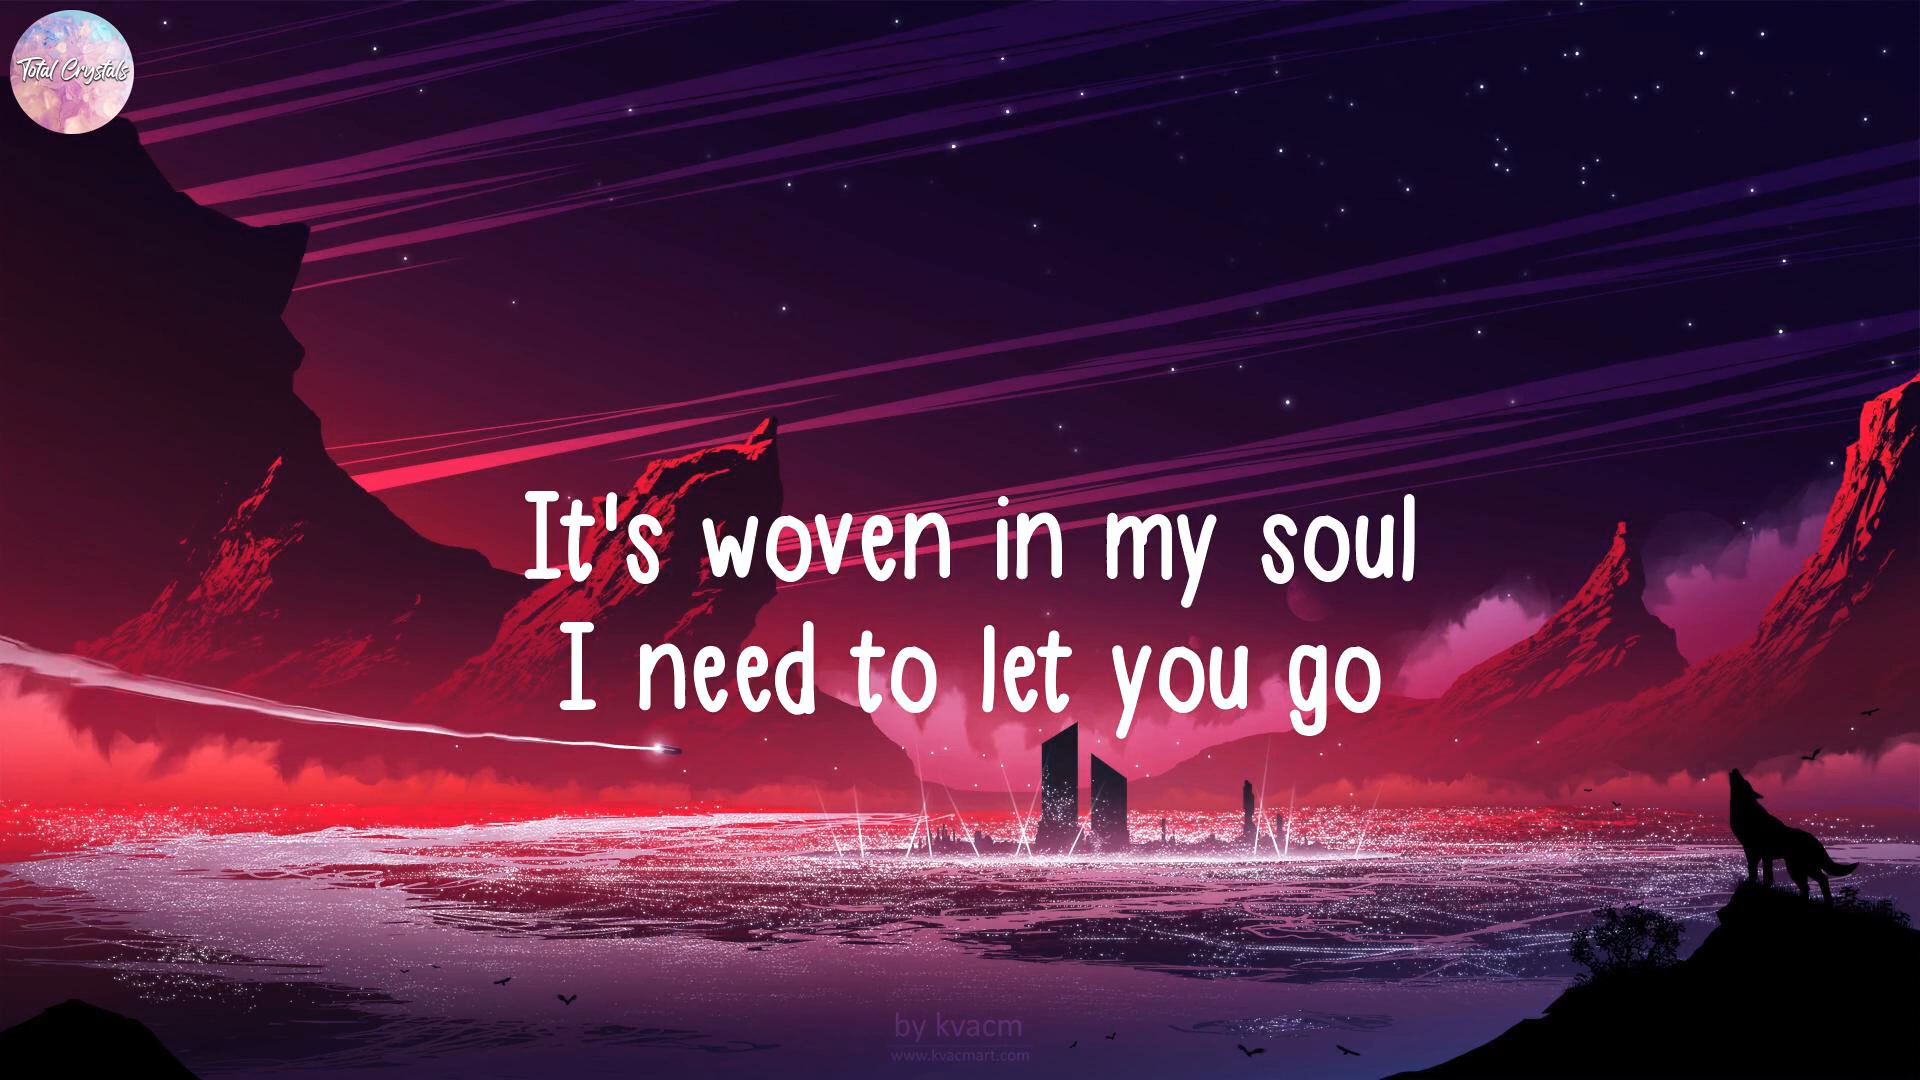 Total Crystals
It's woven in my soul
I need to let you go
by kvacm
www.kvacmart.com